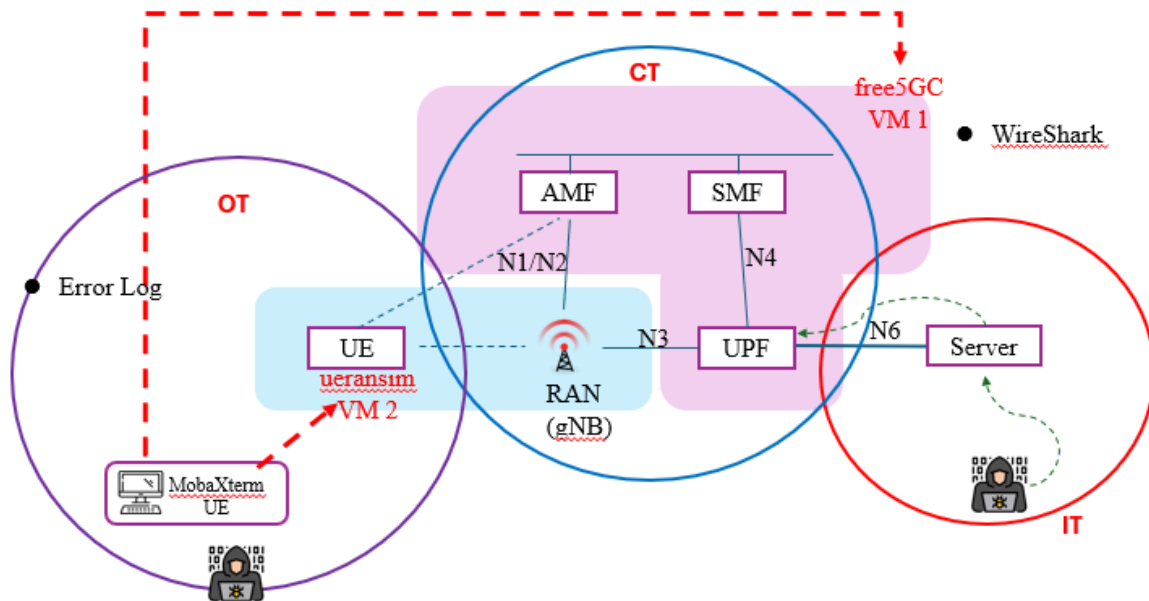 CT
free5GC
VM 1
WireShark
OT
AMF
SMF
N1/N2
N4
Error Log
UE
ueransim
VM 2
RAN
(gNB)
N3
UPF
N6
Server
MobaXterm
UE
IT